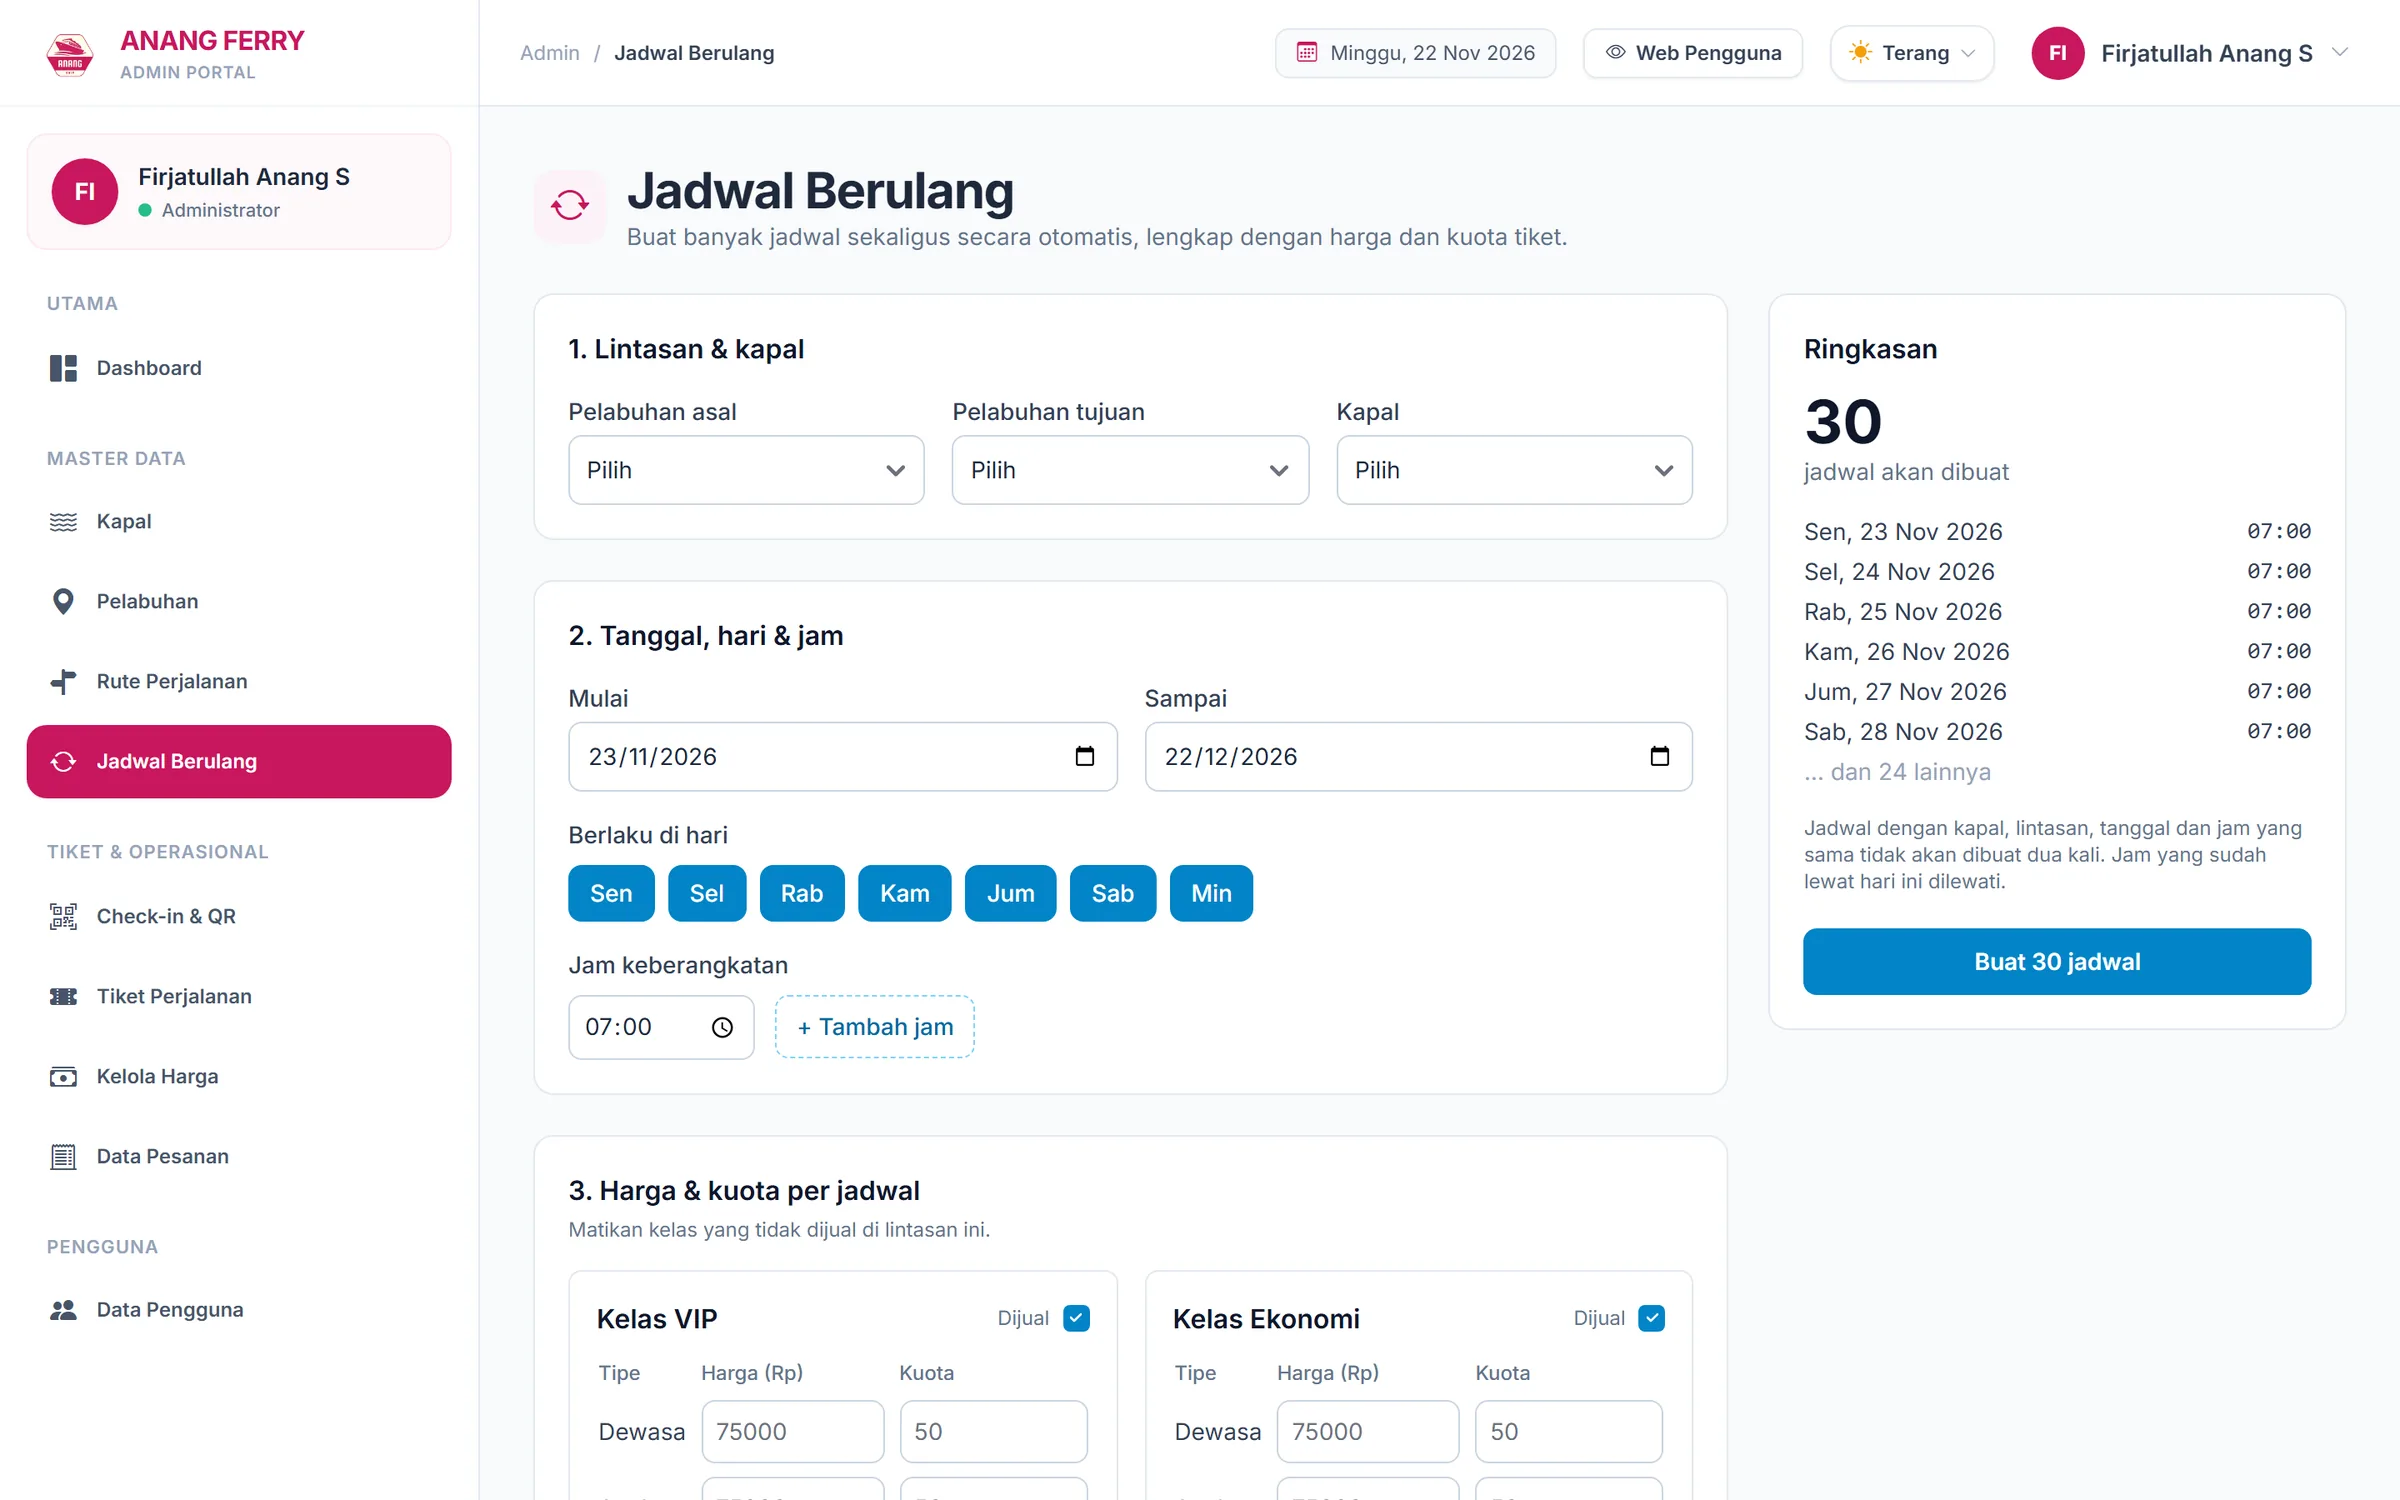 ANANG FERRY
ADMIN PORTAL
ANANG
Admin / Jadwal Berulang
Minggu, 22 Nov 2026
Web Pengguna
Terang
FI
Firjatullah Anang S
FI
Firjatullah Anang S
Administrator
UTAMA
Dashboard
MASTER DATA
Kapal
Pelabuhan
Rute Perjalanan
Jadwal Berulang
TIKET & OPERASIONAL
Check-in & QR
Tiket Perjalanan
Kelola Harga
Data Pesanan
PENGGUNA
Data Pengguna
Jadwal Berulang
Buat banyak jadwal sekaligus secara otomatis, lengkap dengan harga dan kuota tiket.
1. Lintasan & kapal
Pelabuhan asal Pelabuhan tujuan Kapal
Pilih Pilih Pilih
2. Tanggal, hari & jam
Mulai Sampai
23/11/2026 22/12/2026
Berlaku di hari
Sen Sel Rab Kam Jum Sab Min
Jam keberangkatan
07:00 + Tambah jam
3. Harga & kuota per jadwal
Matikan kelas yang tidak dijual di lintasan ini.
Kelas VIP Dijual
Tipe Harga (Rp) Kuota
Dewasa 75000 50
Kelas Ekonomi Dijual
Tipe Harga (Rp) Kuota
Dewasa 75000 50
Ringkasan
30
jadwal akan dibuat
Sen, 23 Nov 2026 07:00
Sel, 24 Nov 2026 07:00
Rab, 25 Nov 2026 07:00
Kam, 26 Nov 2026 07:00
Jum, 27 Nov 2026 07:00
Sab, 28 Nov 2026 07:00
... dan 24 lainnya
Jadwal dengan kapal, lintasan, tanggal dan jam yang
sama tidak akan dibuat dua kali. Jam yang sudah
lewat hari ini dilewati.
Buat 30 jadwal